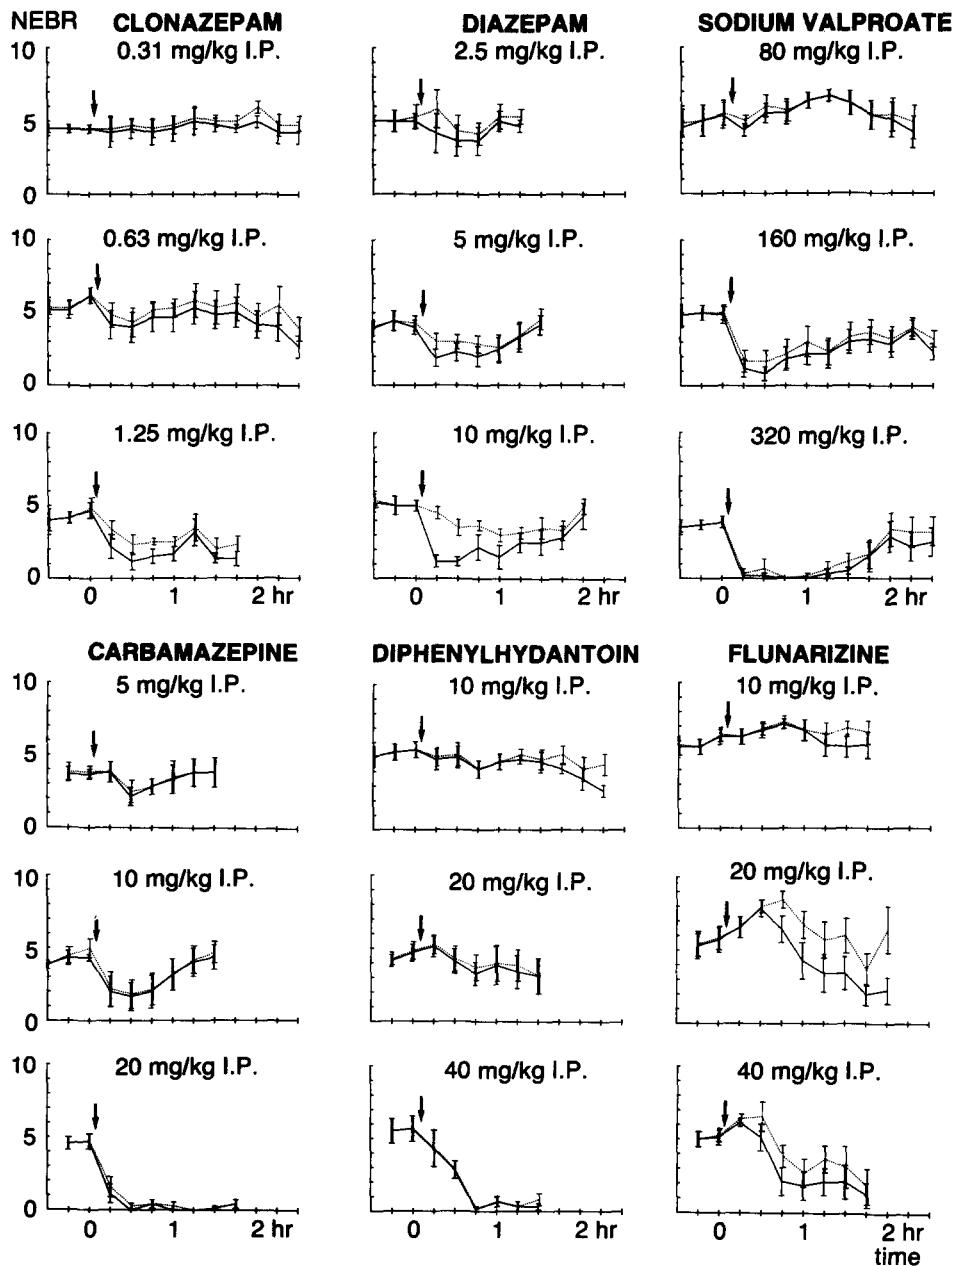 NEBR CLONAZEPAM DIAZEPAM SODIUM VALPROATE
10 0.31 mg/kg I.P. 2.5 mg/kg I.P. 80 mg/kg I.P.
5
0
10 0.63 mg/kg I.P. 5 mg/kg I.P. 160 mg/kg I.P.
5
0
10 1.25 mg/kg I.P. 10 mg/kg I.P. 320 mg/kg I.P.
5
0
0 1 2 hr 0 1 2 hr 0 1 2 hr
CARBAMAZEPINE DIPHENYLHYDANTOIN FLUNARIZINE
10 5 mg/kg I.P. 10 mg/kg I.P. 10 mg/kg I.P.
5
0
10 10 mg/kg I.P. 20 mg/kg I.P. 20 mg/kg I.P.
5
0
10 20 mg/kg I.P. 40 mg/kg I.P. 40 mg/kg I.P.
5
0
0 1 2 hr 0 1 2 hr 0 1 2 hr
time